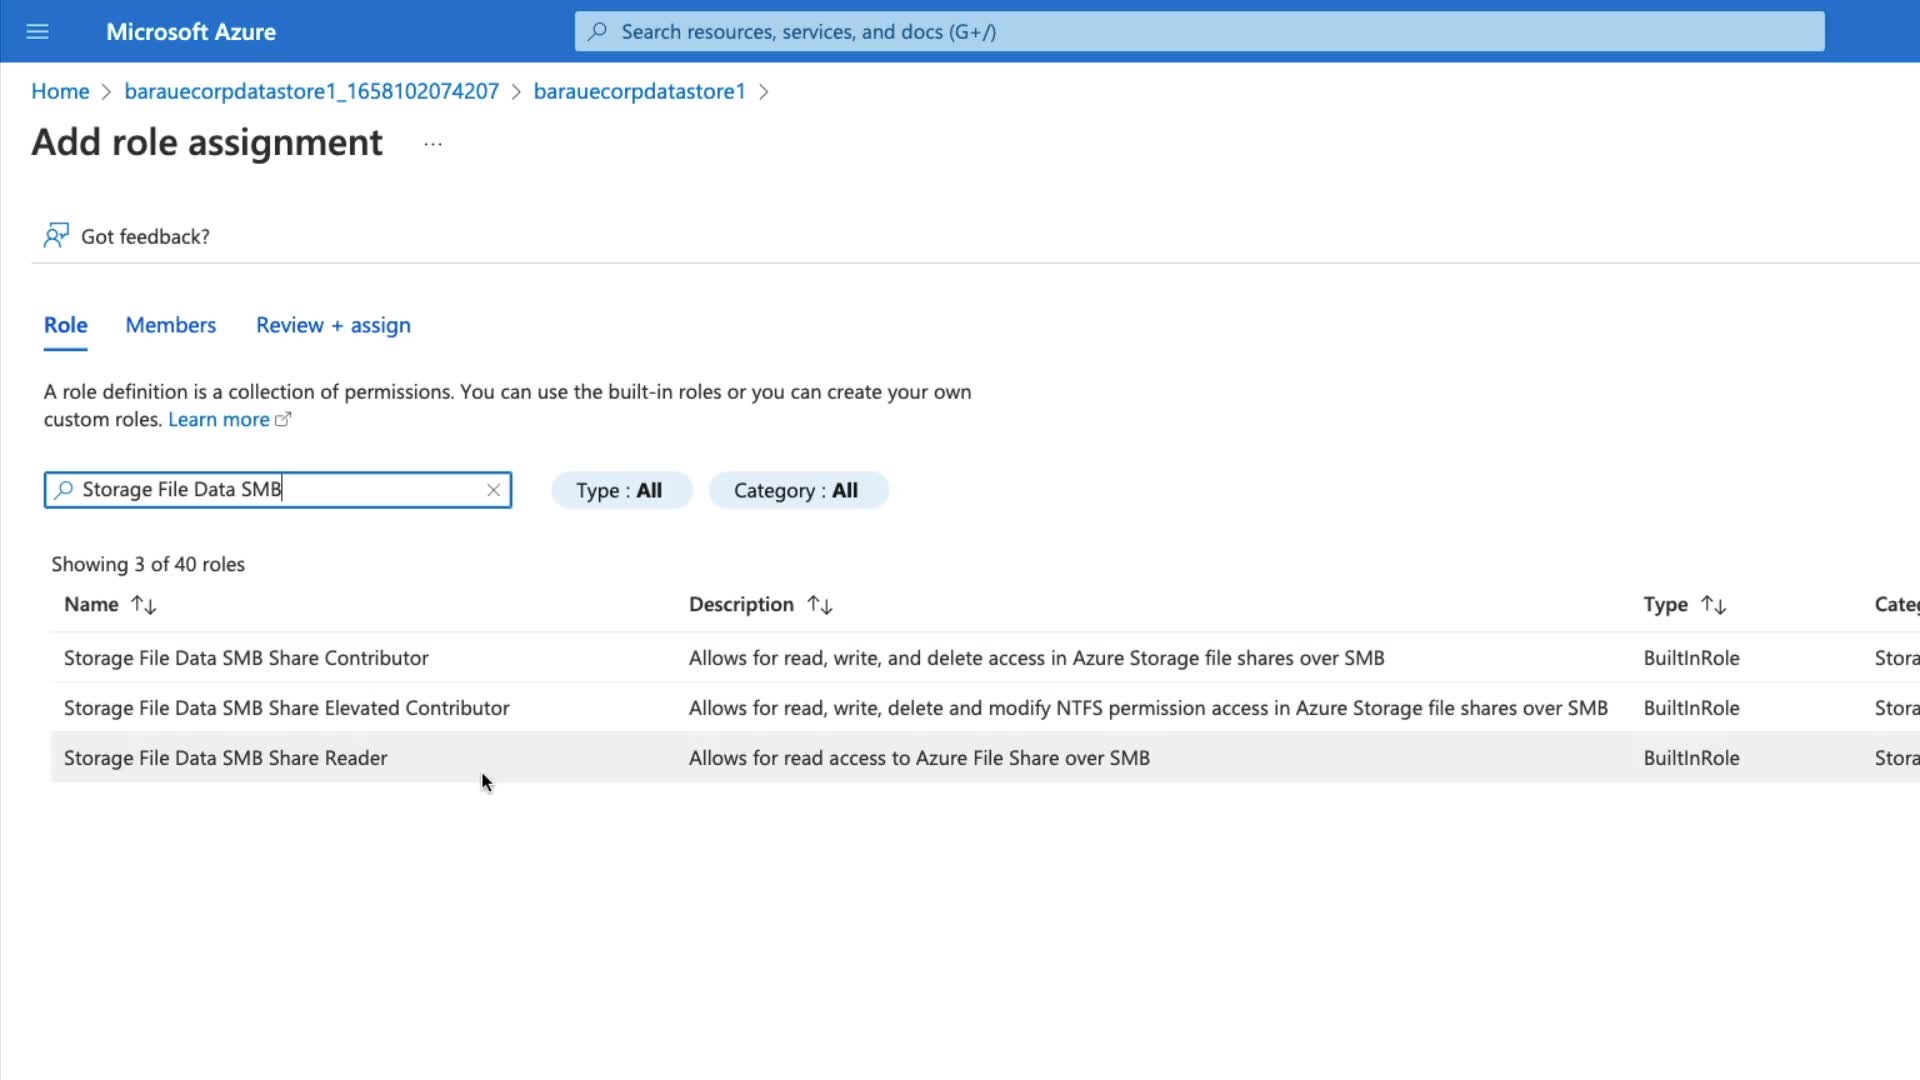 Microsoft Azure
Search resources, services, and docs (G+/)
Home > barauecorpdatastore1_1658102074207 > barauecorpdatastore1 >
Add role assignment ...
Got feedback?
Role Members Review + assign
A role definition is a collection of permissions. You can use the built-in roles or you can create your own
custom roles. Learn more
Storage File Data SMB
Type : All
Category : All
Showing 3 of 40 roles
Name ↑↓ Description ↑↓ Type ↑↓
Storage File Data SMB Share Contributor Allows for read, write, and delete access in Azure Storage file shares over SMB BuiltInRole
Storage File Data SMB Share Elevated Contributor Allows for read, write, delete and modify NTFS permission access in Azure Storage file shares over SMB BuiltInRole
Storage File Data SMB Share Reader Allows for read access to Azure File Share over SMB BuiltInRole